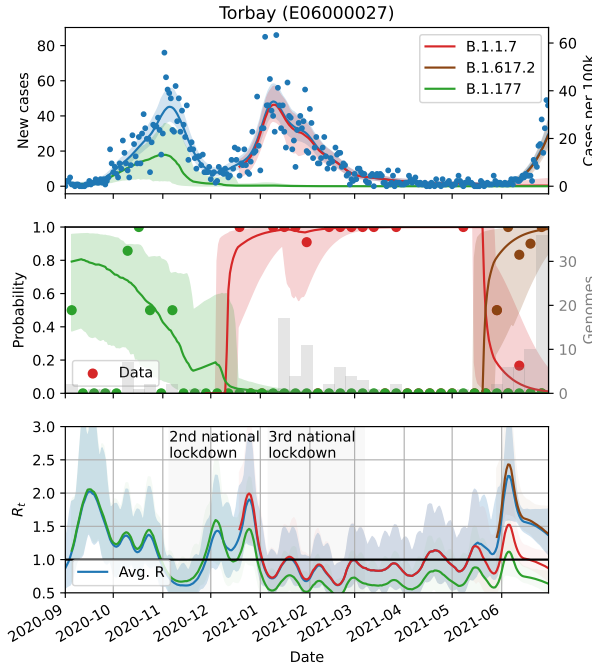 Torbay (E06000027)
New cases
80
60
40
20
0
B.1.1.7
B.1.617.2
B.1.177
60
40
20
0
Cases per 100k
Probability
1.0
0.8
0.6
0.4
0.2
0.0
Data
30
20
10
0
Genomes
Rt
3.0
2.5
2.0
1.5
1.0
0.5
2nd national
lockdown
3rd national
lockdown
Avg. R
2020-09
2020-10
2020-11
2020-12
2021-01
2021-02
2021-03
2021-04
2021-05
2021-06
Date